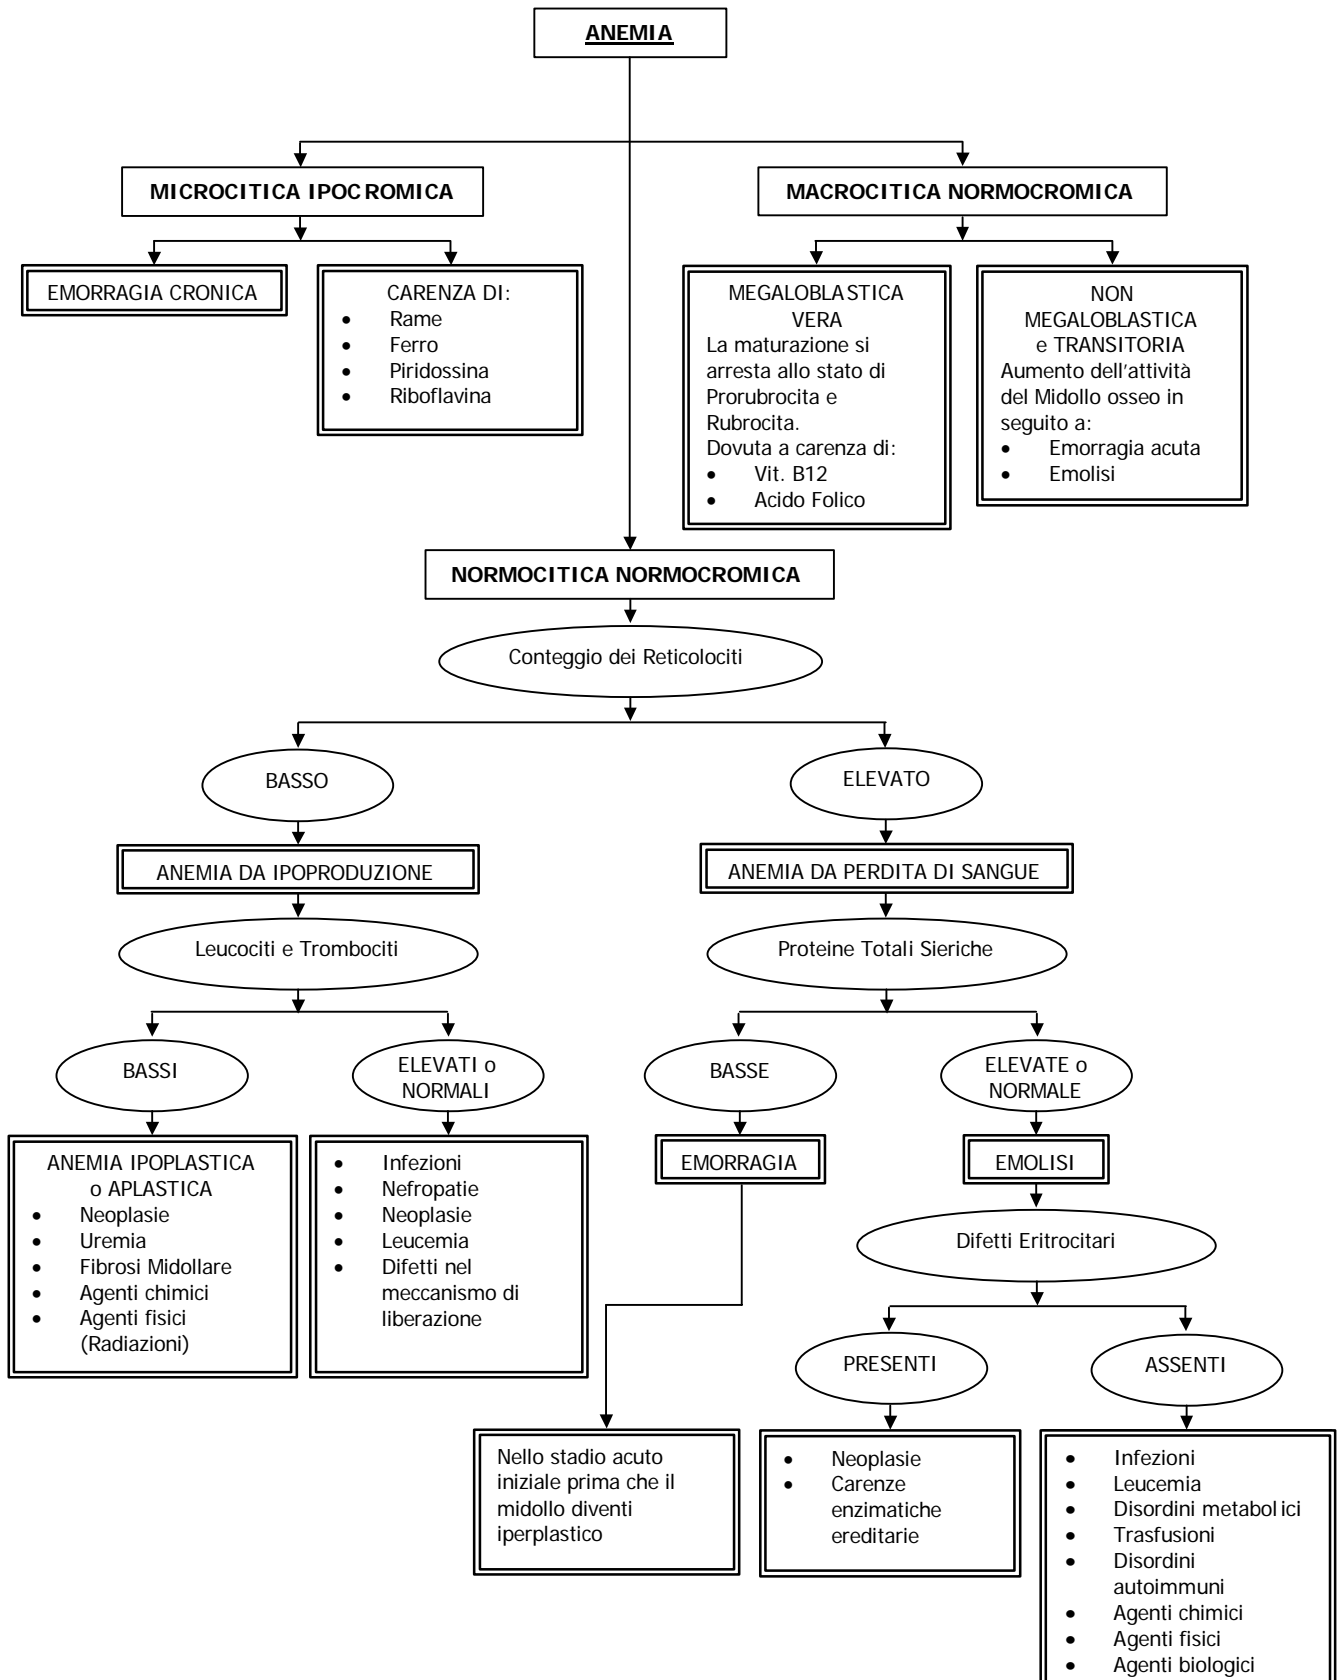 ANEMIA
MICROCITICA IPOCROMICA
MACROCITICA NORMOCROMICA
EMORRAGIA CRONICA
CARENZA DI:
• Rame
• Ferro
• Piridossina
• Riboflavina
MEGALOBLASTICA
VERA
La maturazione si
arresta allo stato di
Prorubrocita e
Rubrocita.
Dovuta a carenza di:
• Vit. B12
• Acido Folico
NON
MEGALOBLASTICA
e TRANSITORIA
Aumento dell'attività
del Midollo osseo in
seguito a:
• Emorragia acuta
• Emolisi
NORMOCITICA NORMOCROMICA
Conteggio dei Reticolociti
BASSO
ELEVATO
ANEMIA DA IPOPRODUZIONE
ANEMIA DA PERDITA DI SANGUE
Leucociti e Trombociti
Proteine Totali Sieriche
BASSI
ELEVATI o
NORMALI
BASSE
ELEVATE o
NORMALE
ANEMIA IPOPLASTICA
o APLASTICA
• Neoplasie
• Uremia
• Fibrosi Midollare
• Agenti chimici
• Agenti fisici
(Radiazioni)
• Infezioni
• Nefropatie
• Neoplasie
• Leucemia
• Difetti nel
meccanismo di
liberazione
EMORRAGIA
EMOLISI
Difetti Eritrocitari
PRESENTI
ASSENTI
Nello stadio acuto
iniziale prima che il
midollo diventi
iperplastico
• Neoplasie
• Carenze
enzimatiche
ereditarie
• Infezioni
• Leucemia
• Disordini metabolici
• Trasfusioni
• Disordini
autoimmuni
• Agenti chimici
• Agenti fisici
• Agenti biologici